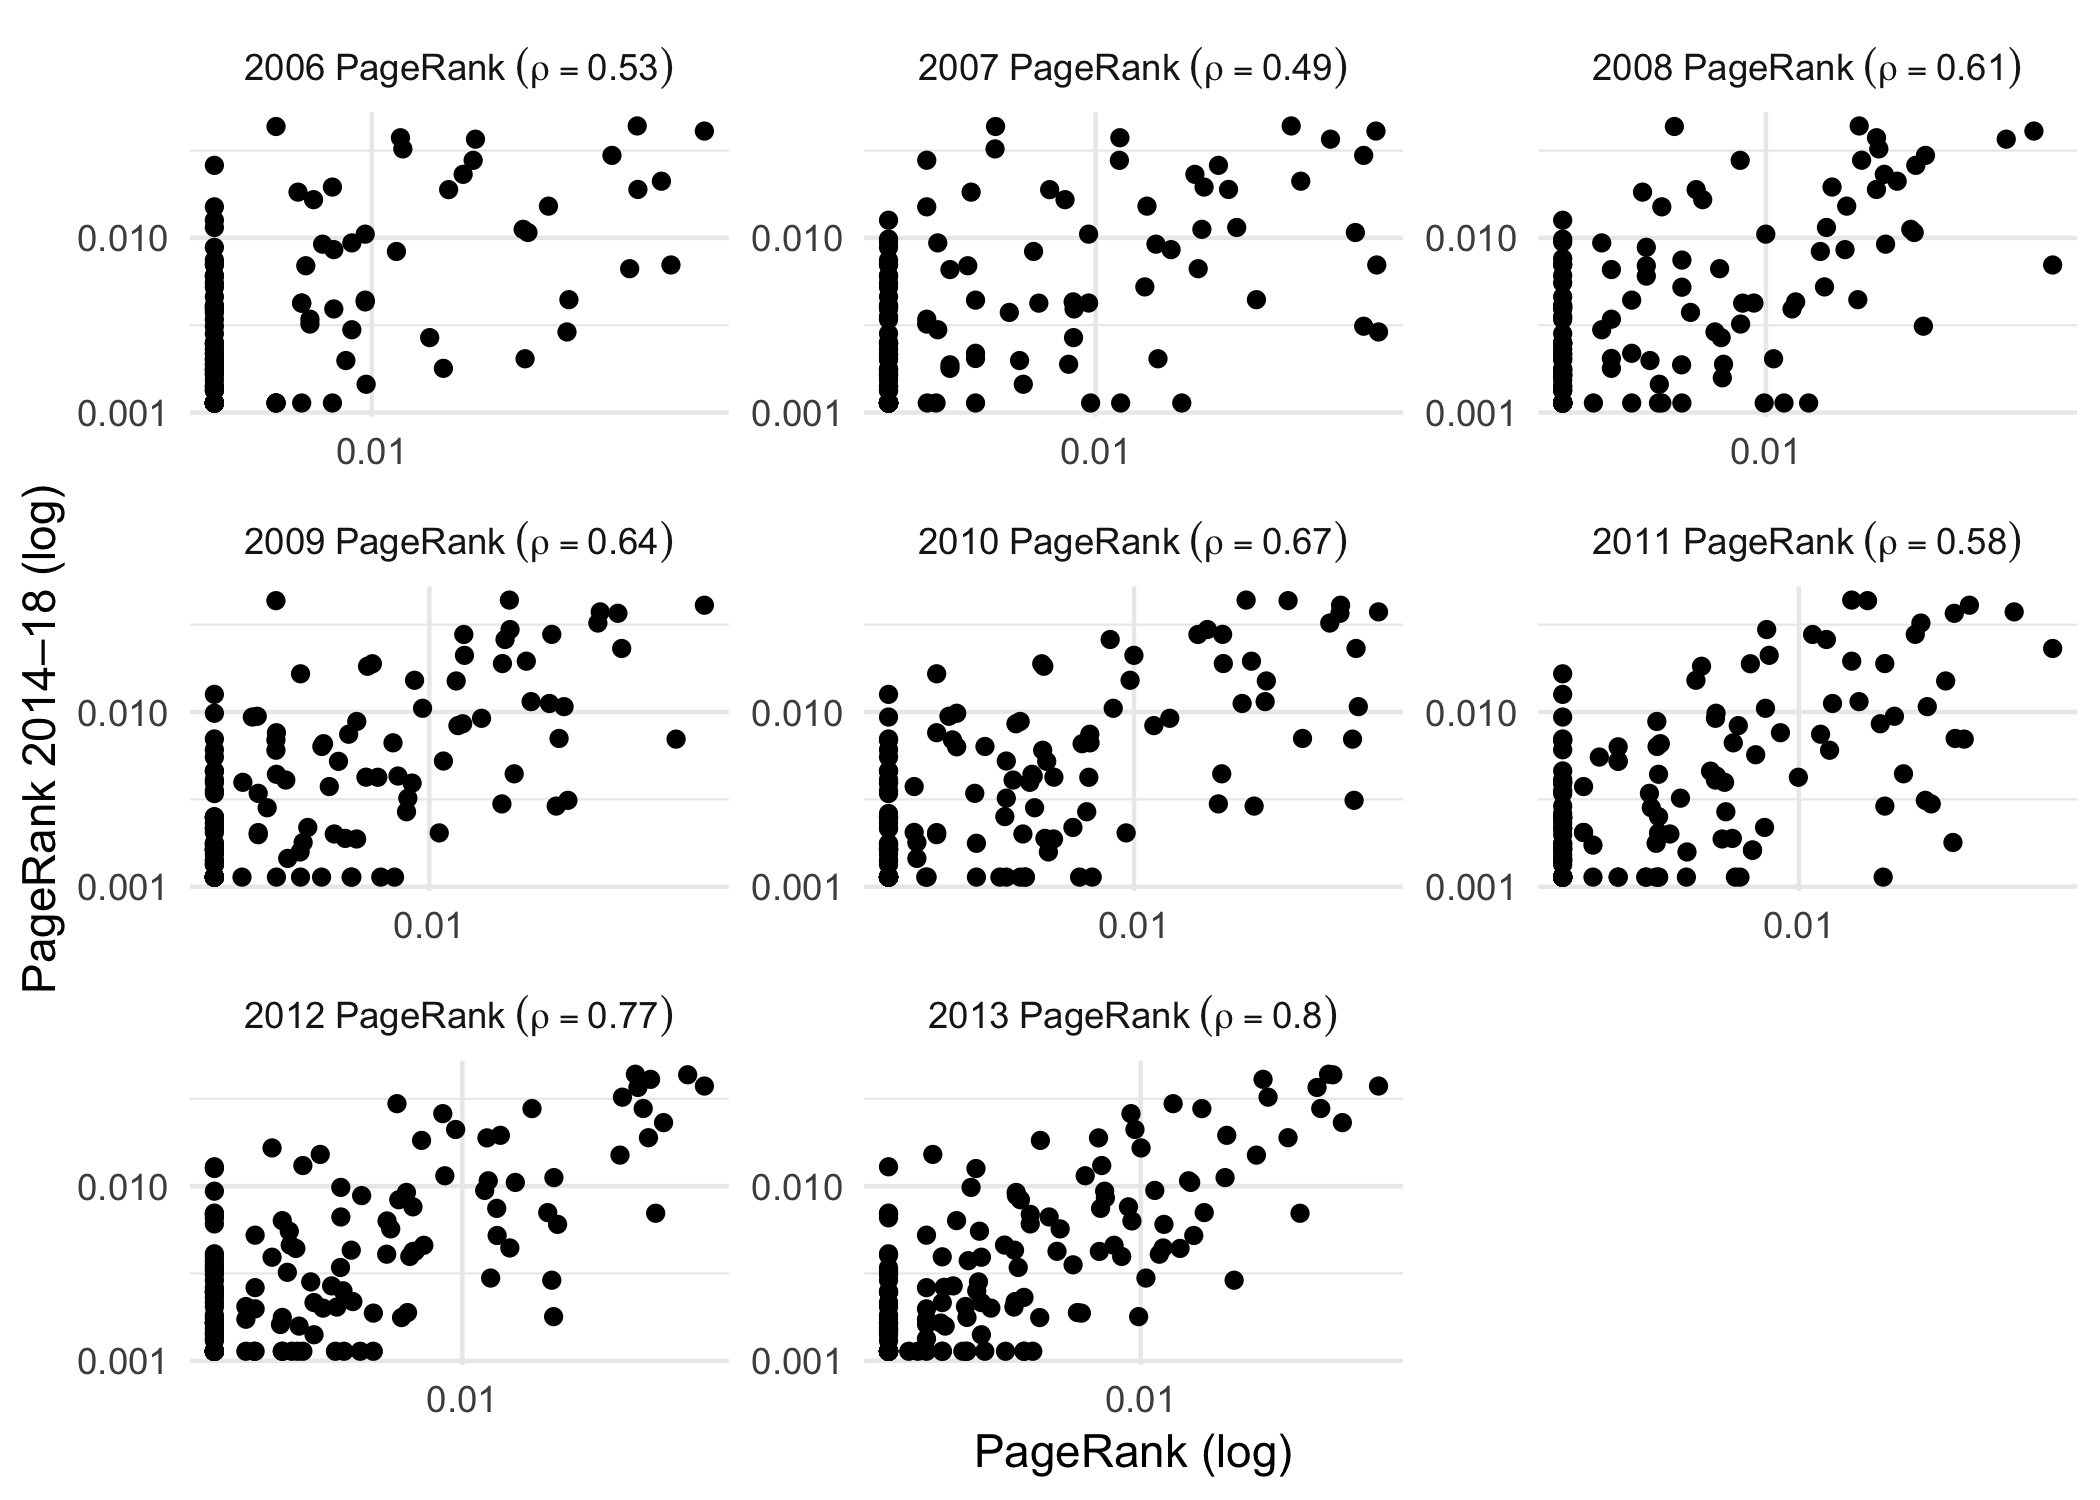 2006 PageRank (ρ = 0.53)
2007 PageRank (ρ = 0.49)
2008 PageRank (ρ = 0.61)
0.010
0.001
0.01
0.010
0.001
0.01
0.010
0.001
0.01
PageRank 2014–18 (log)
2009 PageRank (ρ = 0.64)
2010 PageRank (ρ = 0.67)
2011 PageRank (ρ = 0.58)
0.010
0.001
0.01
0.010
0.001
0.01
0.010
0.001
0.01
2012 PageRank (ρ = 0.77)
2013 PageRank (ρ = 0.8)
0.010
0.001
0.01
0.010
0.001
0.01
PageRank (log)